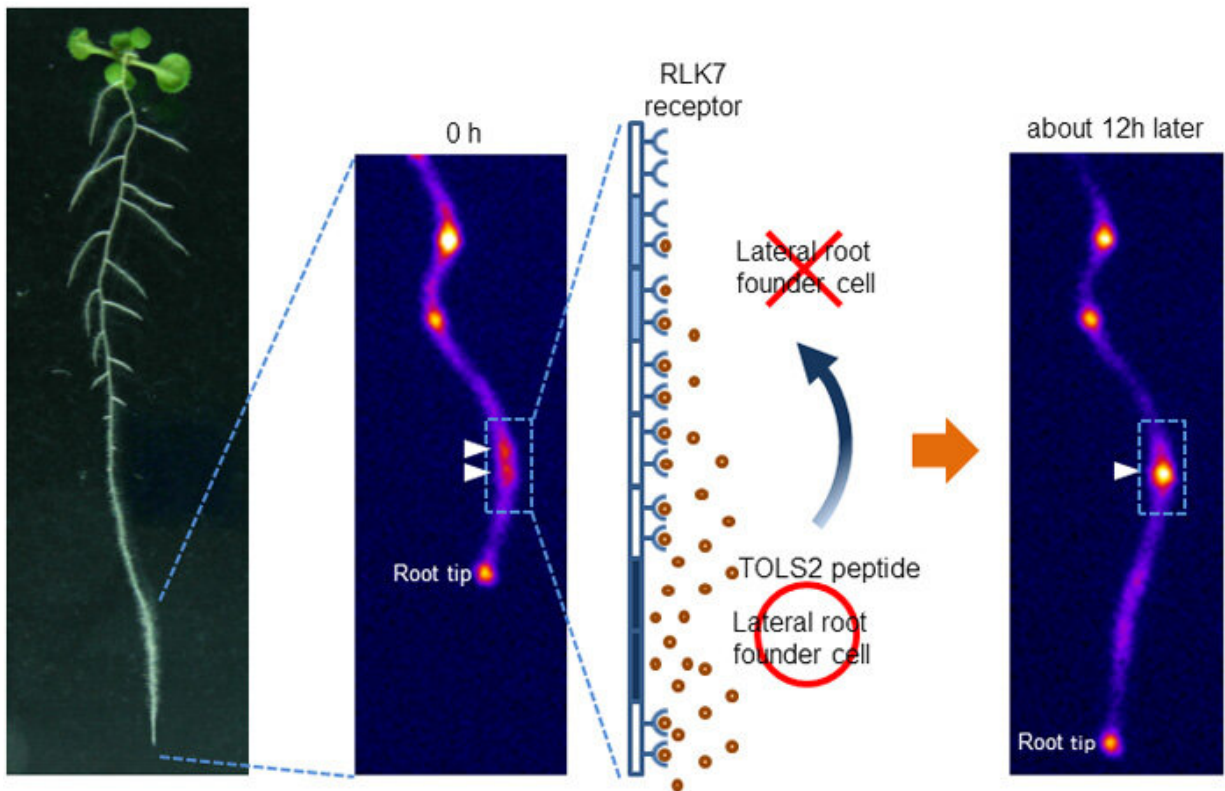 RLK7
receptor
0 h
about 12h later
Lateral root
founder cell
Root tip
TOLS2 peptide
Lateral root
founder cell
Root tip